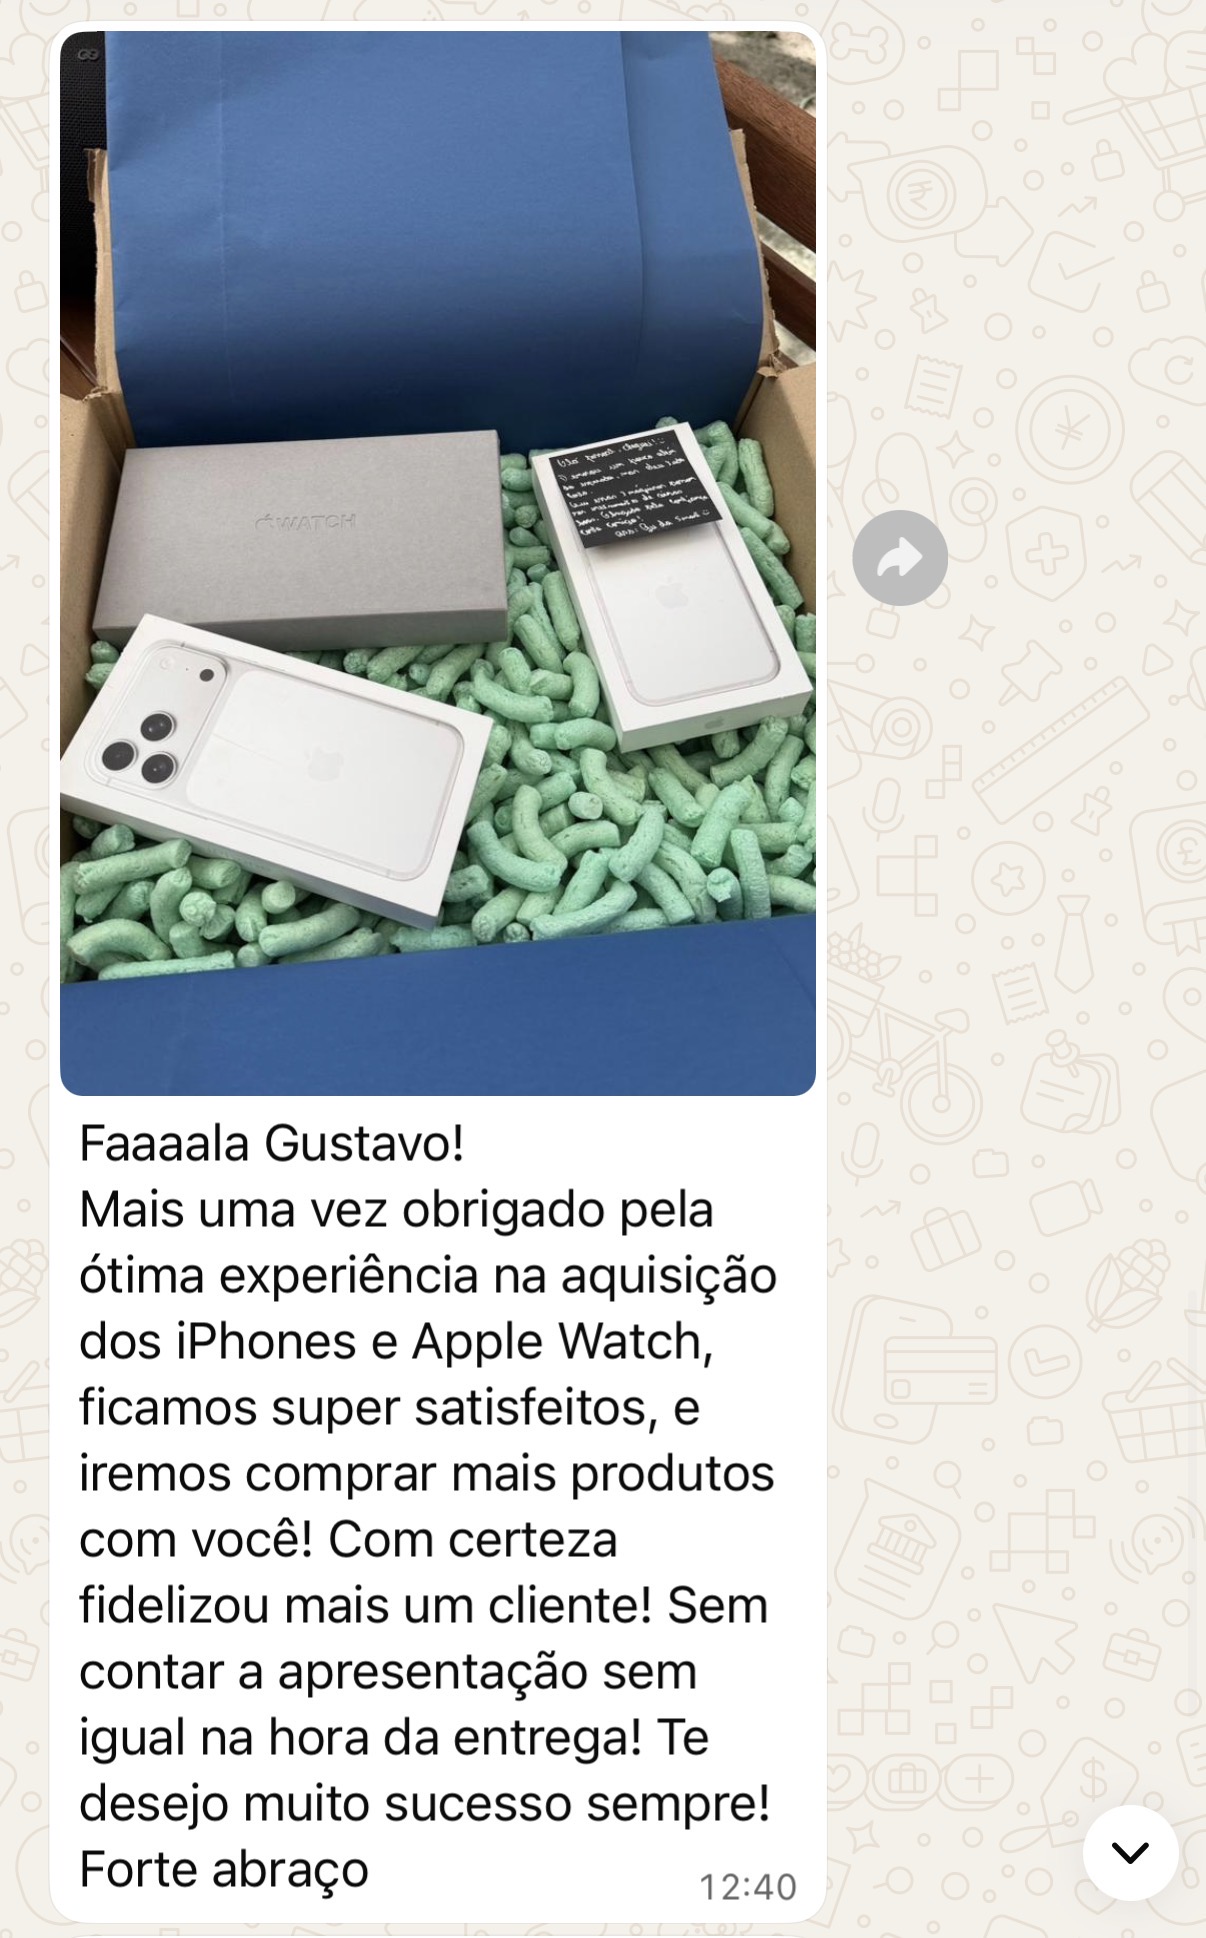 WATCH
Faaaala Gustavo!
Mais uma vez obrigado pela
ótima experiência na aquisição
dos iPhones e Apple Watch,
ficamos super satisfeitos, e
iremos comprar mais produtos
com você! Com certeza
fidelizou mais um cliente! Sem
contar a apresentação sem
igual na hora da entrega! Te
desejo muito sucesso sempre!
Forte abraço
12:40